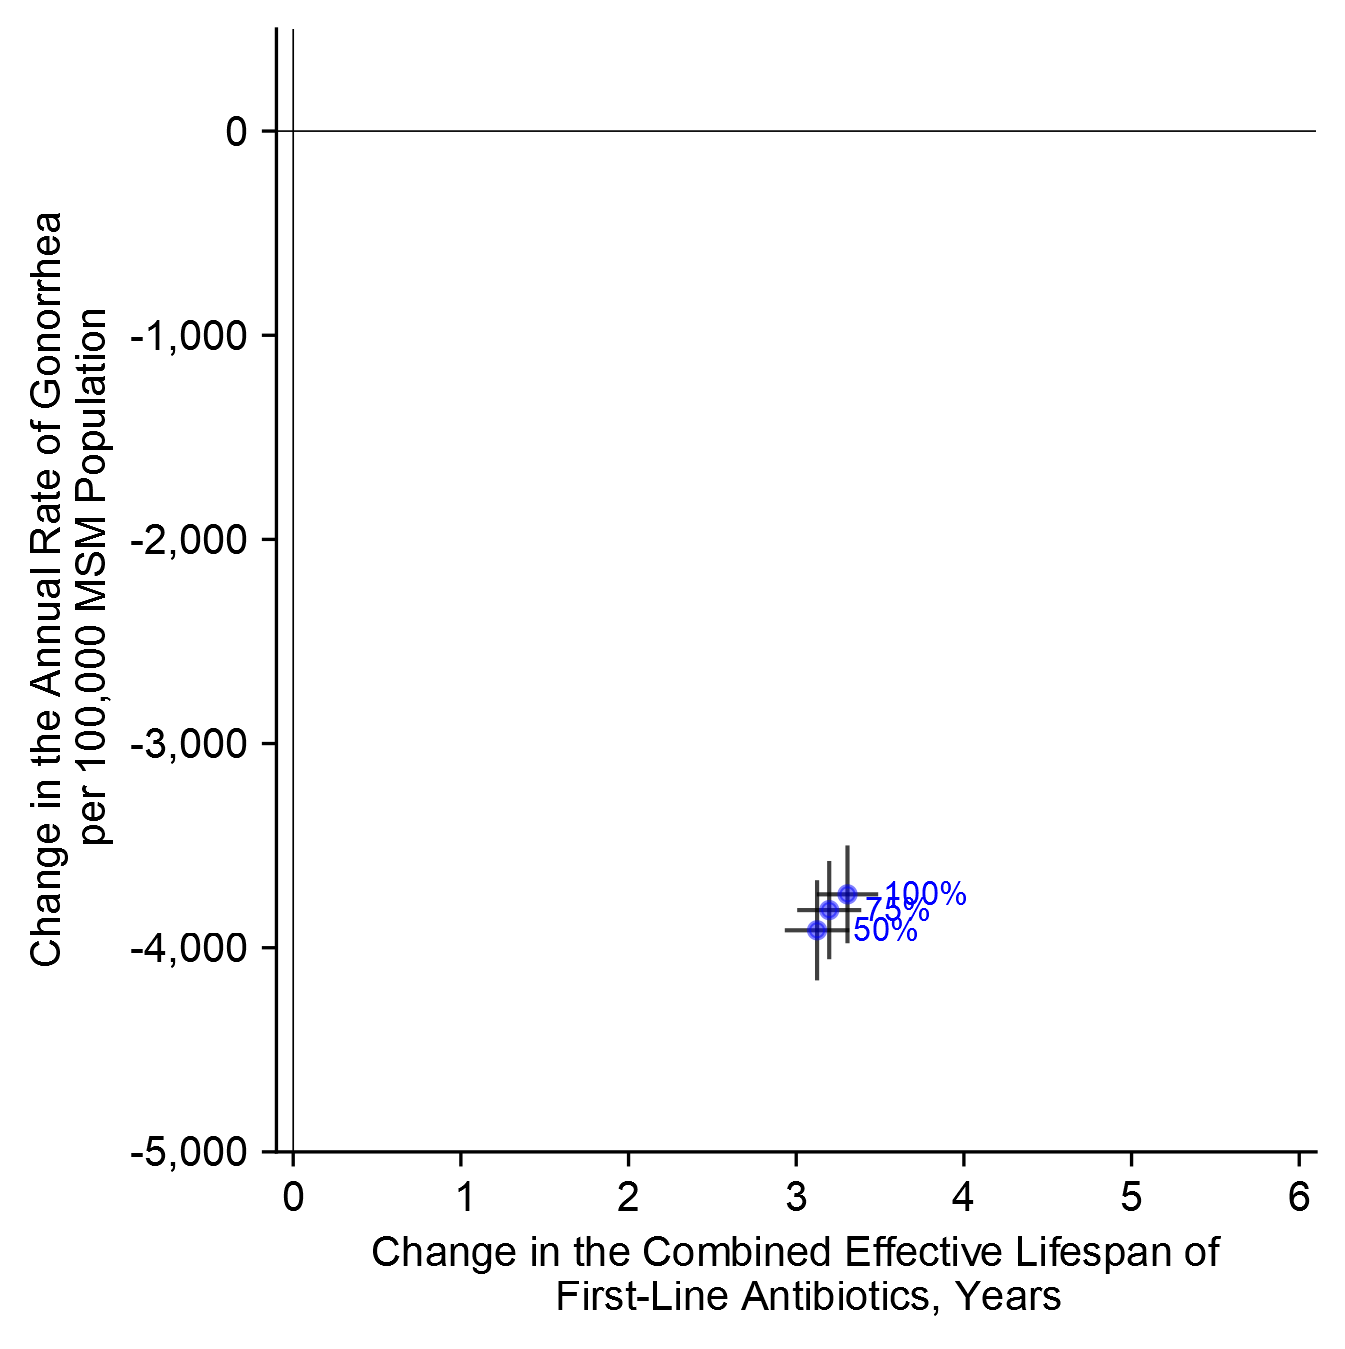 Change in the Annual Rate of Gonorrhea
per 100,000 MSM Population
0
-1,000
-2,000
-3,000
-4,000
-5,000
100%
75%
50%
0 1 2 3 4 5 6
Change in the Combined Effective Lifespan of
First-Line Antibiotics, Years